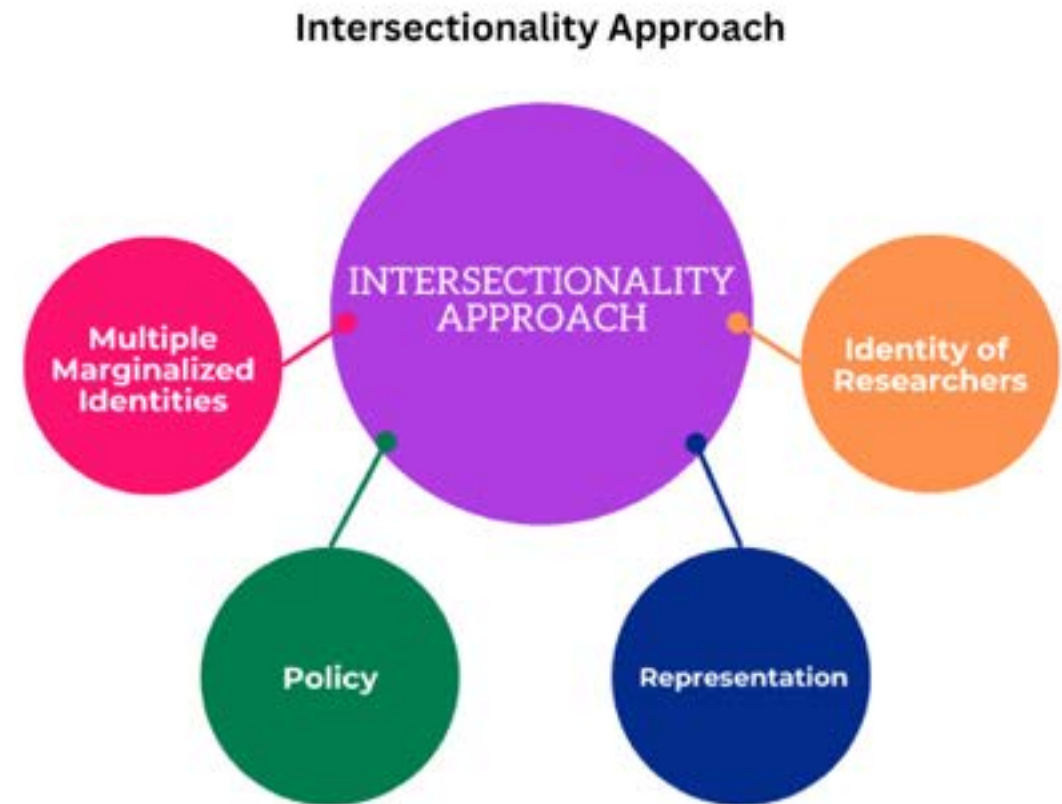 Intersectionality Approach
INTERSECTIONALITY
APPROACH
Multiple
Marginalized
Identities
Identity of
Researchers
Policy
Representation